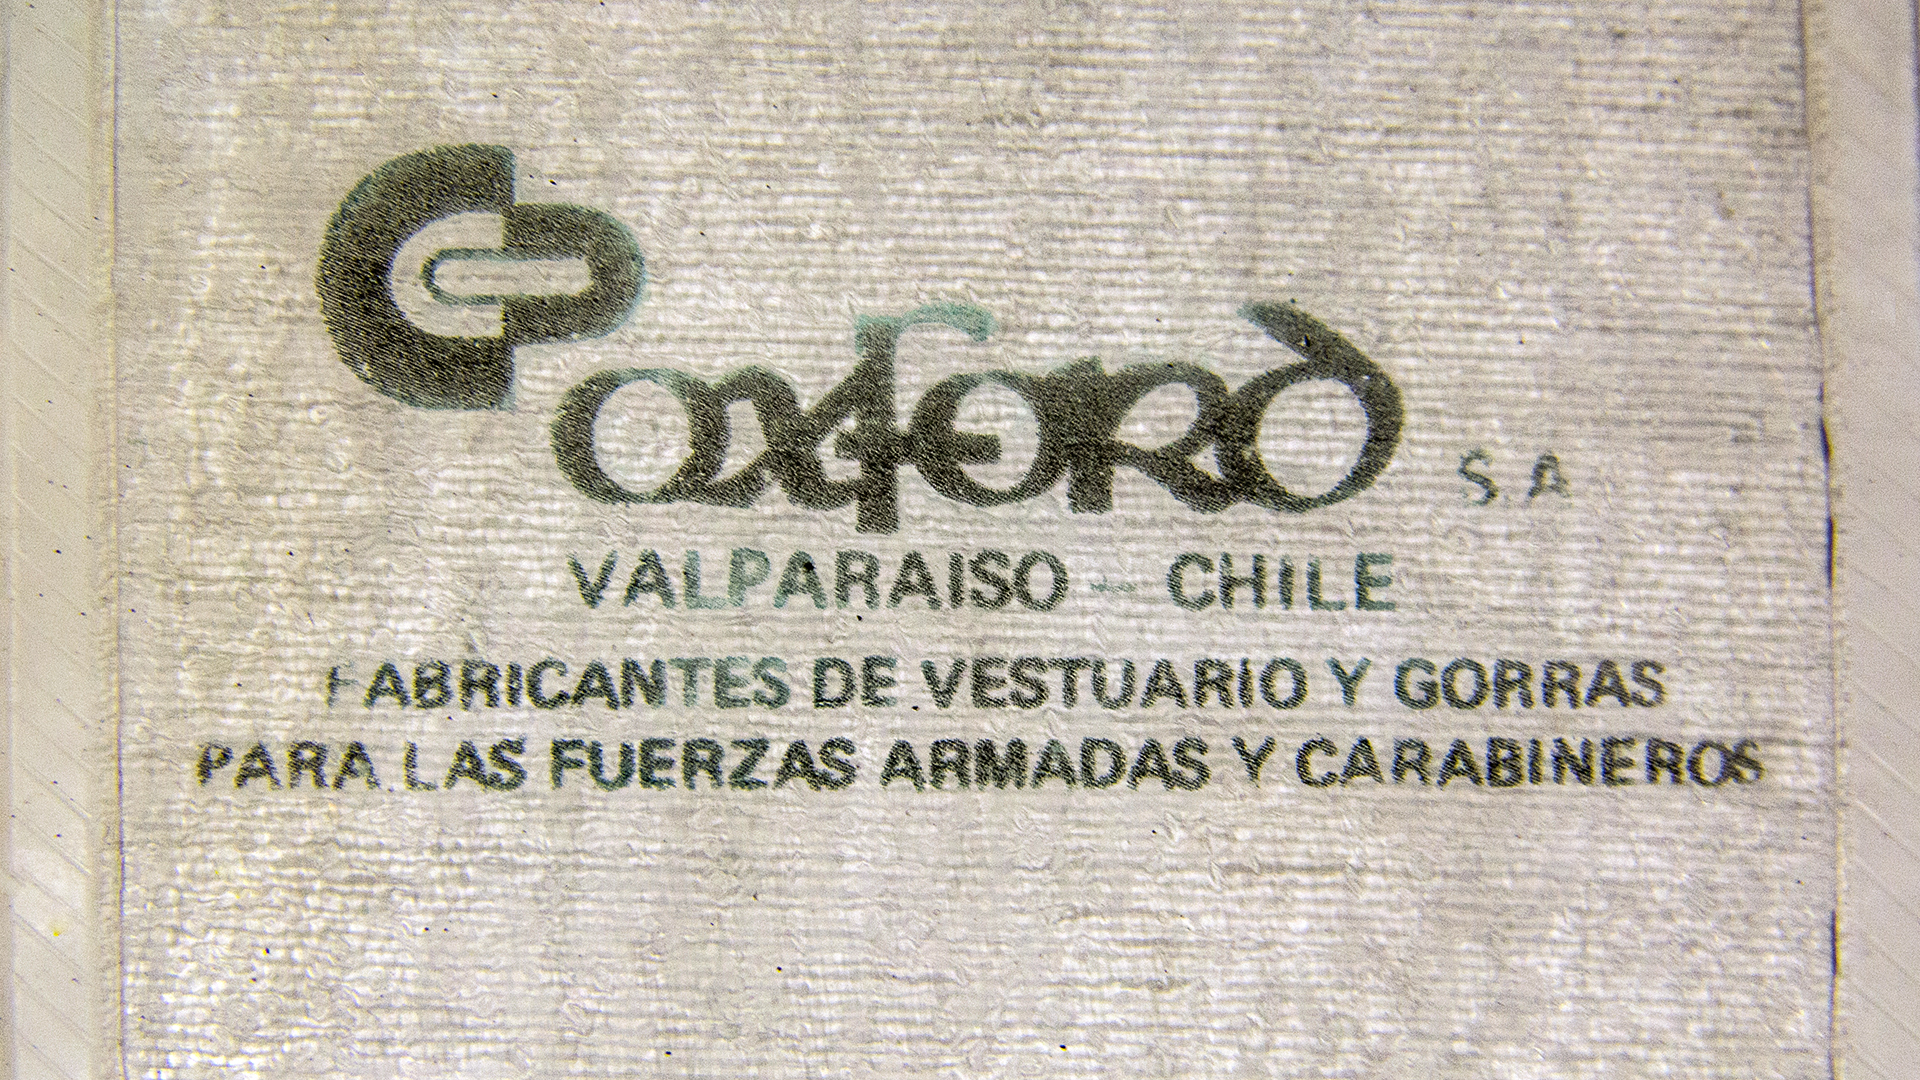 oxford S A
VALPARAISO - CHILE
FABRICANTES DE VESTUARIO Y GORRAS
PARA LAS FUERZAS ARMADAS Y CARABINEROS